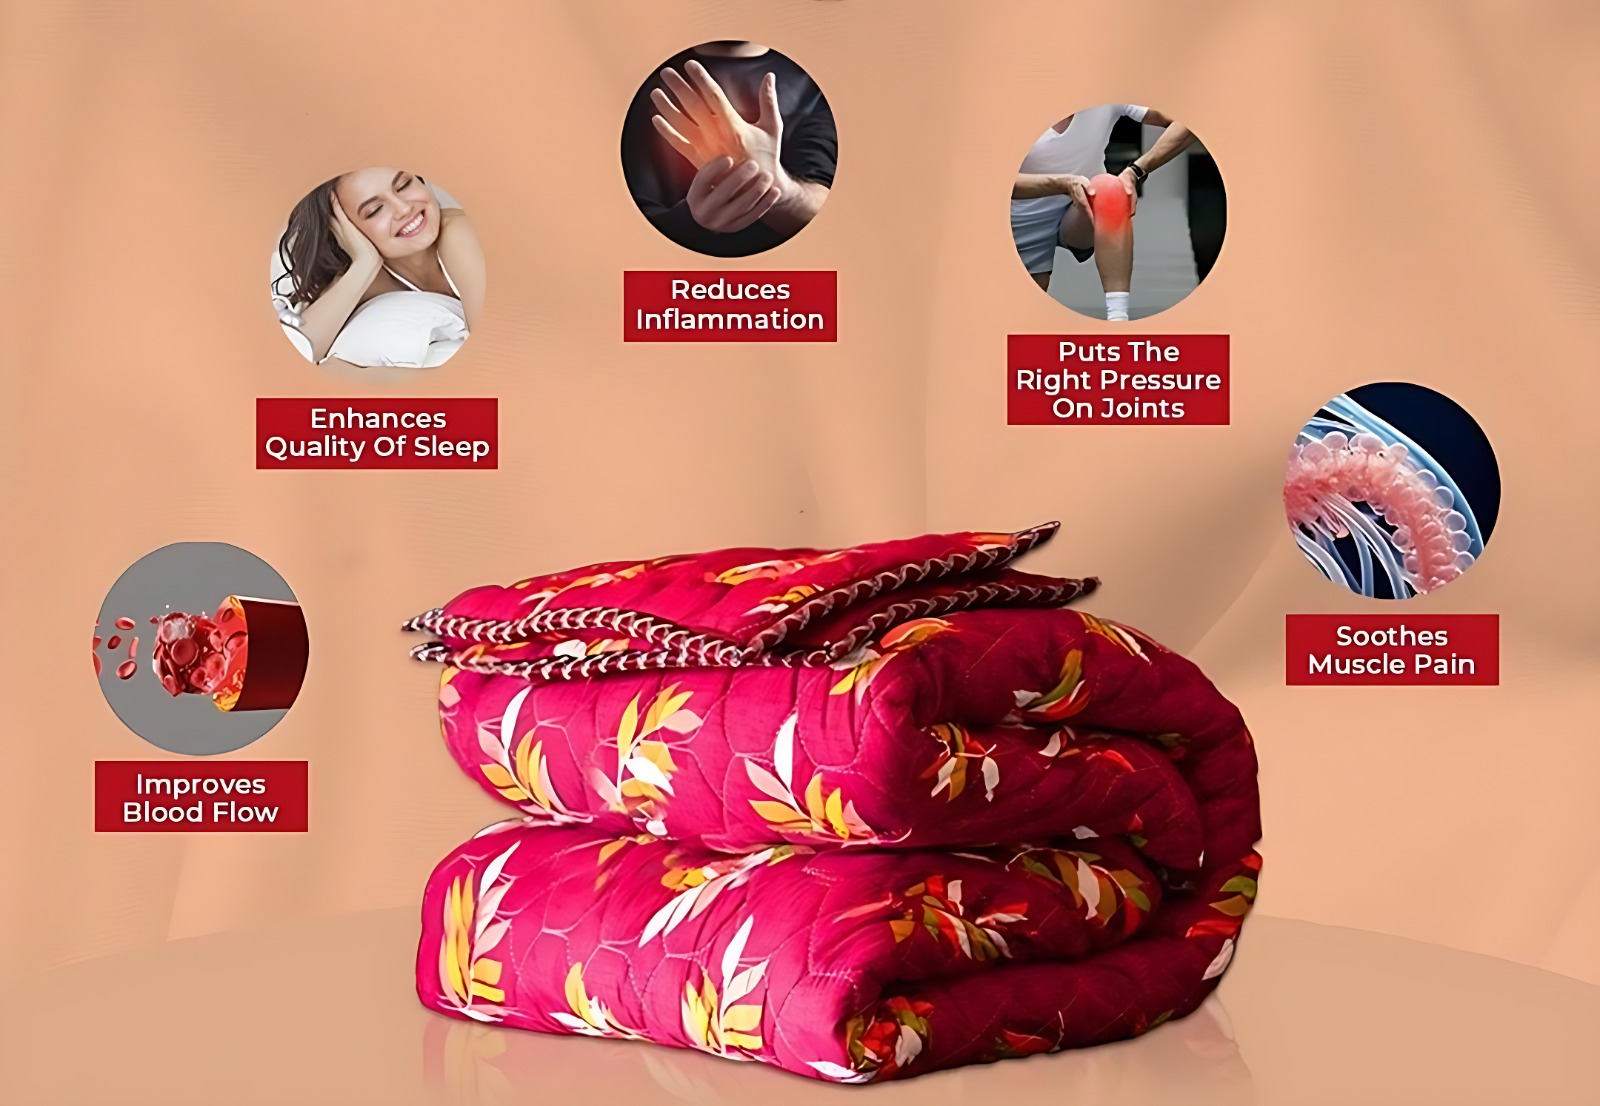 Reduces
Inflammation
Puts The
Right Pressure
On Joints
Enhances
Quality Of Sleep
Soothes
Muscle Pain
Improves
Blood Flow